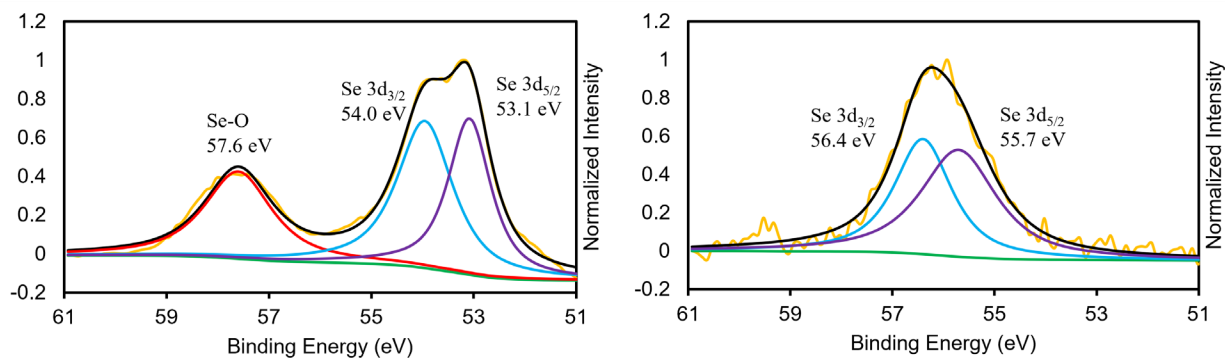 1.2
1
0.8
0.6
0.4
0.2
0
-0.2
61
59
57
55
53
51
Binding Energy (eV)
Se-O
57.6 eV
Se 3d3/2
54.0 eV
Se 3d5/2
53.1 eV
Normalized Intensity
1.2
1
0.8
0.6
0.4
0.2
0
-0.2
61
59
57
55
53
51
Binding Energy (eV)
Se 3d3/2
56.4 eV
Se 3d5/2
55.7 eV
Normalized Intensity